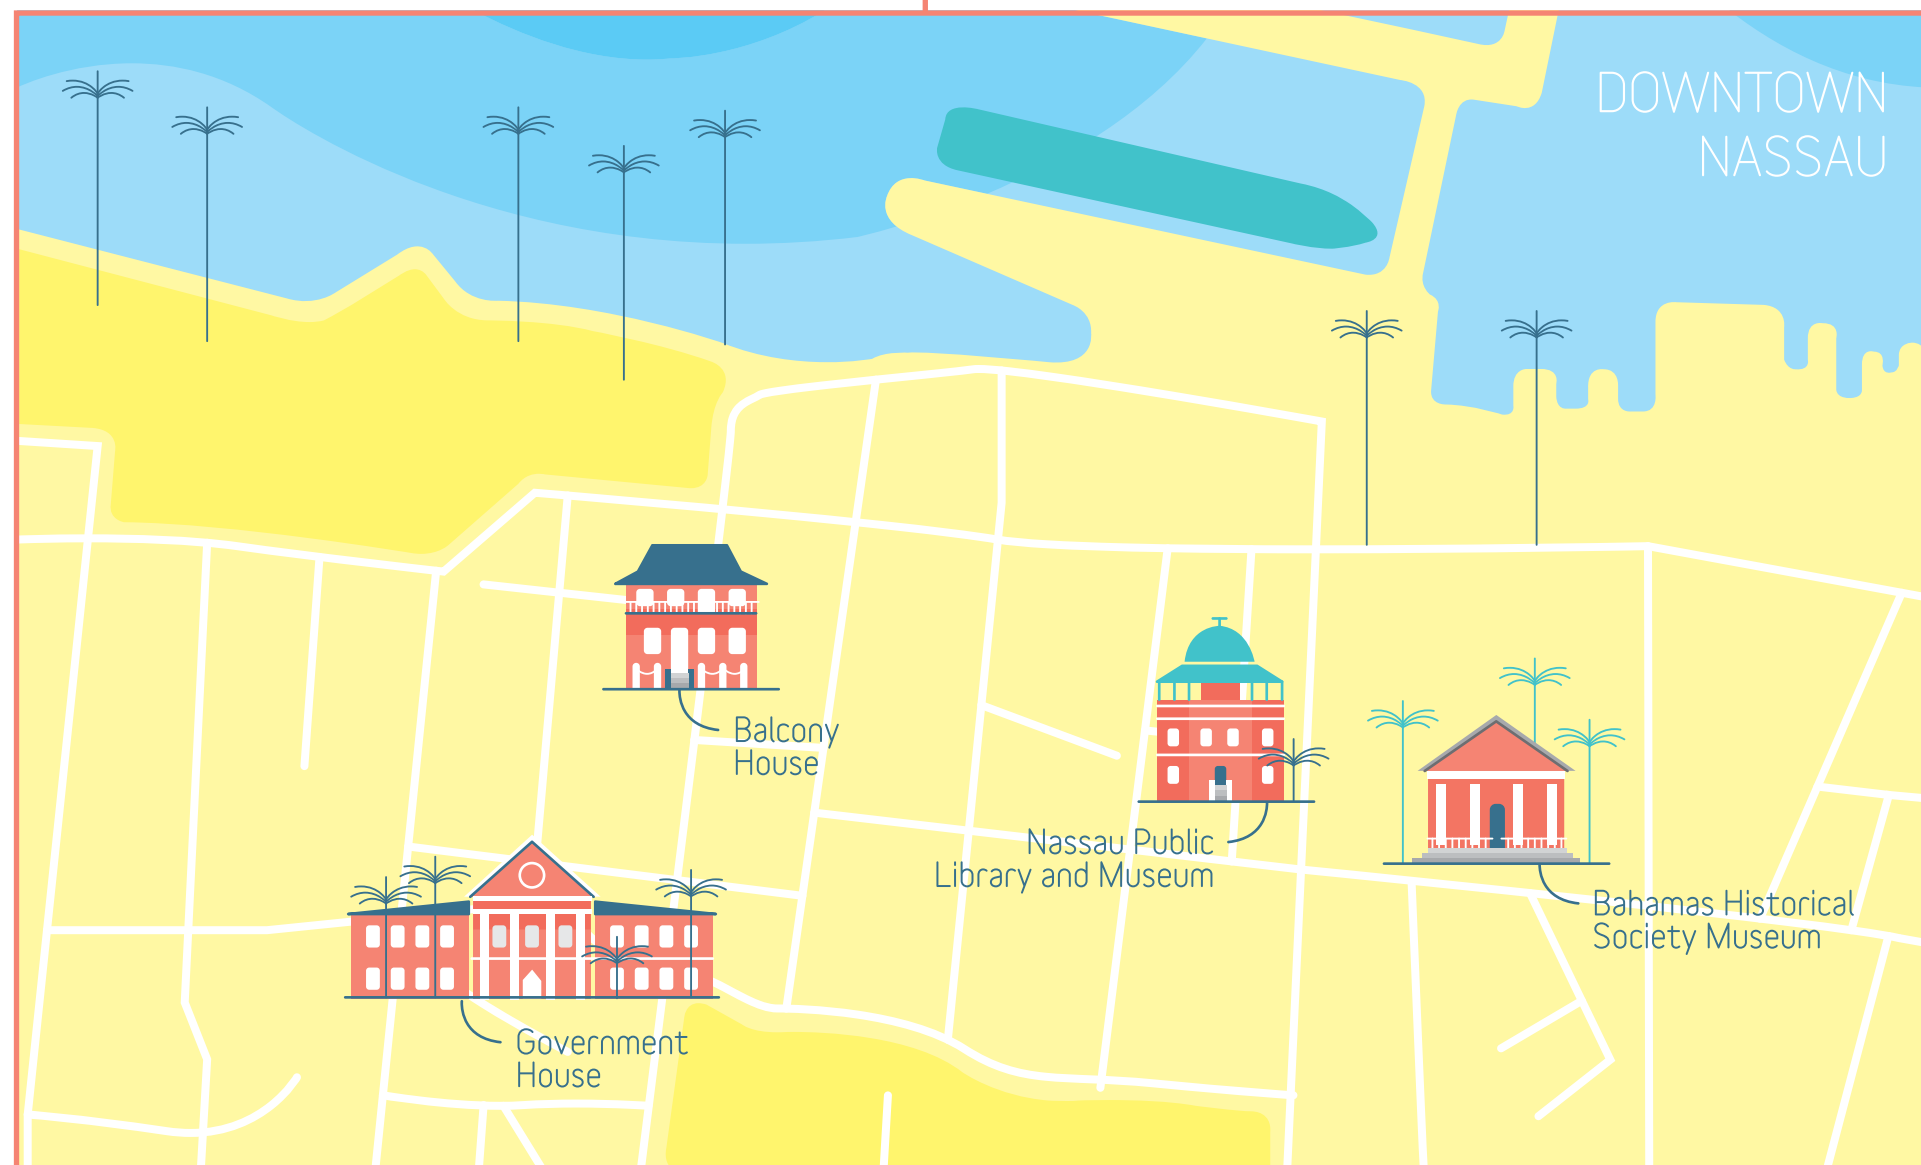 DOWNTOWN
NASSAU
Balcony
House
Nassau Public
Library and Museum
Bahamas Historical
Society Museum
Government
House